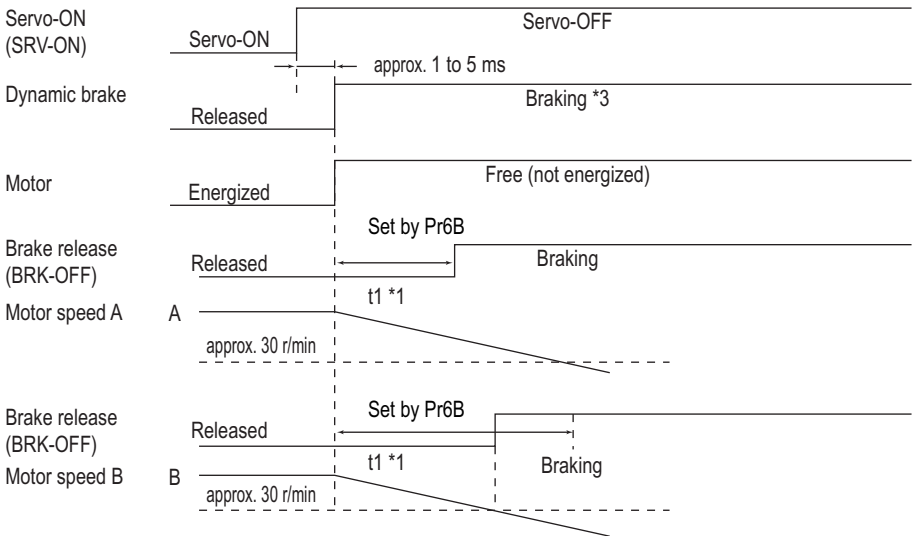 Servo-ON
(SRV-ON)
Servo-ON
Servo-OFF
approx. 1 to 5 ms
Dynamic brake
Released
Braking *3
Motor
Energized
Free (not energized)
Set by Pr6B
Brake release
(BRK-OFF)
Released
Braking
t1 *1
Motor speed A
A
approx. 30 r/min
Brake release
(BRK-OFF)
Released
Set by Pr6B
t1 *1
Braking
Motor speed B
B
approx. 30 r/min